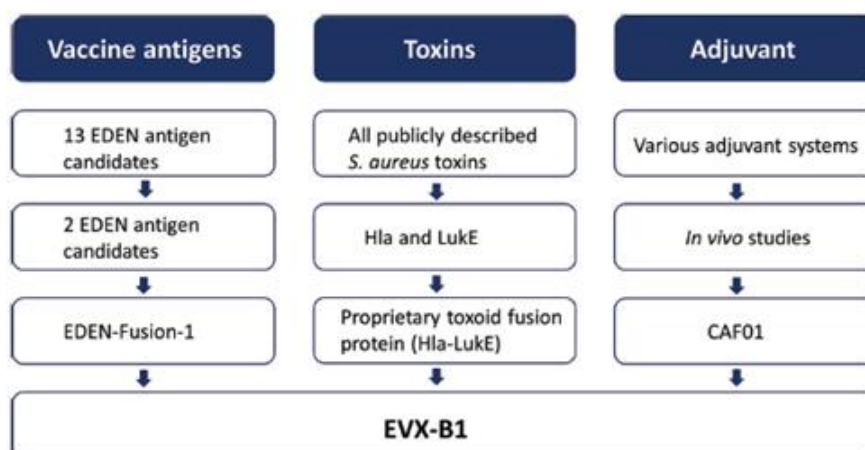 Vaccine antigens
Toxins
Adjuvant
13 EDEN antigen
candidates
All publicly described
S. aureus toxins
Various adjuvant systems
2 EDEN antigen
candidates
Hla and LukE
In vivo studies
EDEN-Fusion-1
Proprietary toxoid fusion
protein (Hla-LukE)
CAF01
EVX-B1